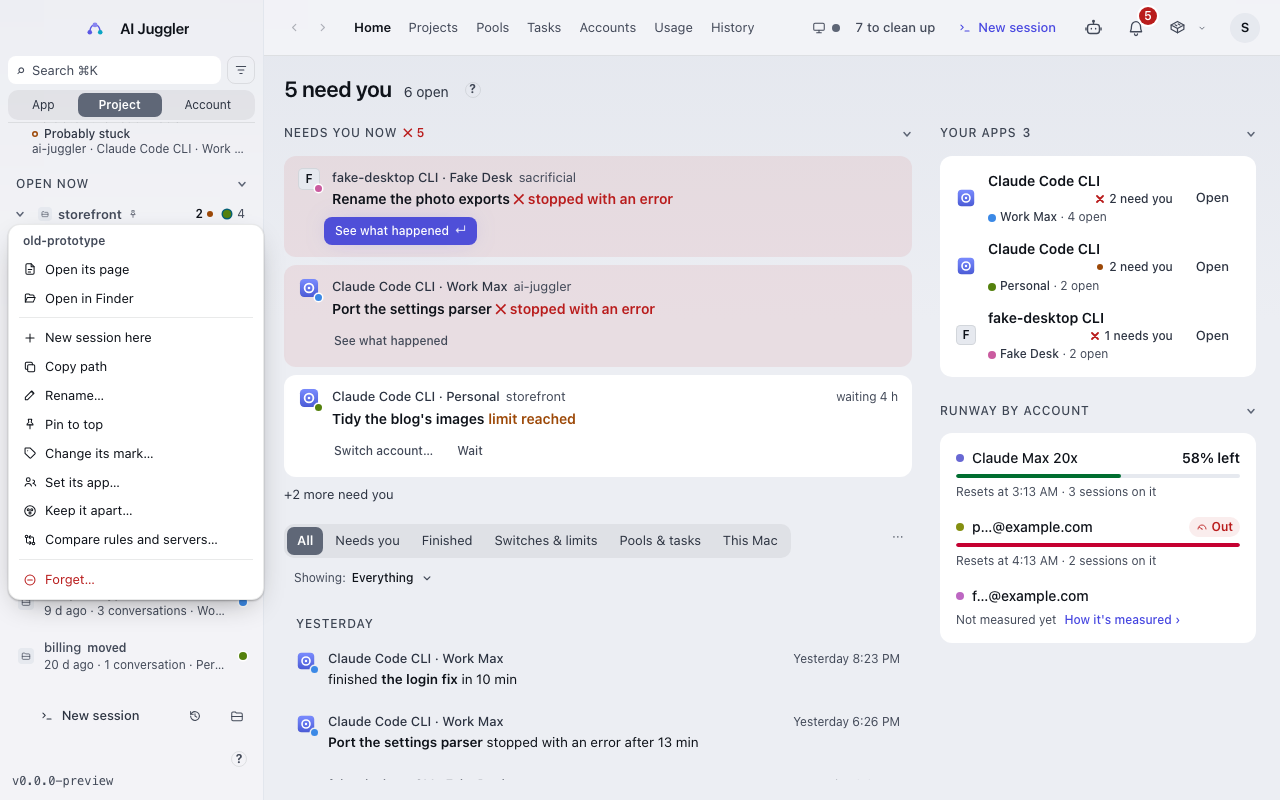 AI Juggler
Search ⌘K
App
Project
Account
Probably stuck
ai-juggler · Claude Code CLI · Work ...
OPEN NOW
storefront
2
4
old-prototype
Open its page
Open in Finder
New session here
Copy path
Rename...
Pin to top
Change its mark...
Set its app...
Keep it apart...
Compare rules and servers...
Forget...
9 d ago · 3 conversations · Wo...
billing moved
20 d ago · 1 conversation · Per...
New session
?
v0.0.0-preview
Home
Projects
Pools
Tasks
Accounts
Usage
History
7 to clean up
New session
5
S
5 need you
6 open
?
NEEDS YOU NOW
5
F
fake-desktop CLI · Fake Desk sacrificial
Rename the photo exports stopped with an error
See what happened
Claude Code CLI · Work Max ai-juggler
Port the settings parser stopped with an error
See what happened
Claude Code CLI · Personal storefront
waiting 4 h
Tidy the blog's images limit reached
Switch account...
Wait
+2 more need you
All
Needs you
Finished
Switches & limits
Pools & tasks
This Mac
Showing: Everything
YESTERDAY
Claude Code CLI · Work Max
Yesterday 8:23 PM
finished the login fix in 10 min
Claude Code CLI · Work Max
Yesterday 6:26 PM
Port the settings parser stopped with an error after 13 min
YOUR APPS 3
Claude Code CLI
2 need you
Open
Work Max · 4 open
Claude Code CLI
2 need you
Open
Personal · 2 open
F
fake-desktop CLI
1 needs you
Open
Fake Desk · 2 open
RUNWAY BY ACCOUNT
Claude Max 20x
58% left
Resets at 3:13 AM · 3 sessions on it
p...@example.com
Out
Resets at 4:13 AM · 2 sessions on it
f...@example.com
Not measured yet How it's measured ›